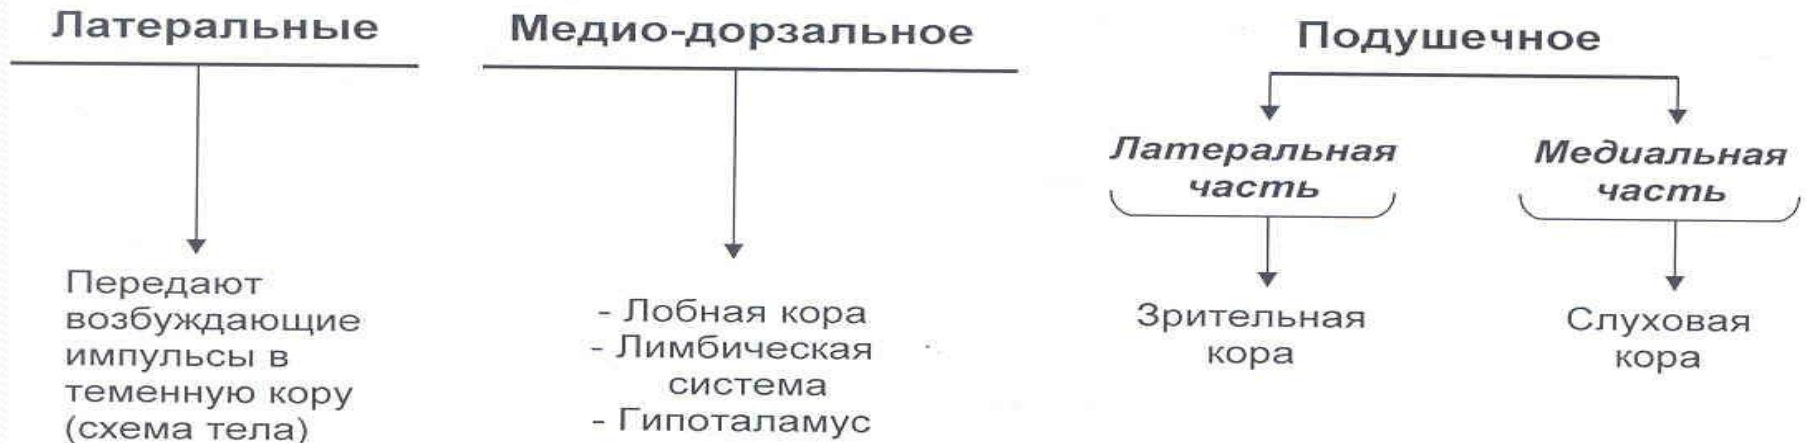 Латеральные
Передают
возбуждающие
импульсы в
теменную кору
(схема тела)
Медио-дорзальное
- Лобная кора
- Лимбическая
система
- Гипоталамус
Подушечное
Латеральная
часть
Зрительная
кора
Медиальная
часть
Слуховая
кора